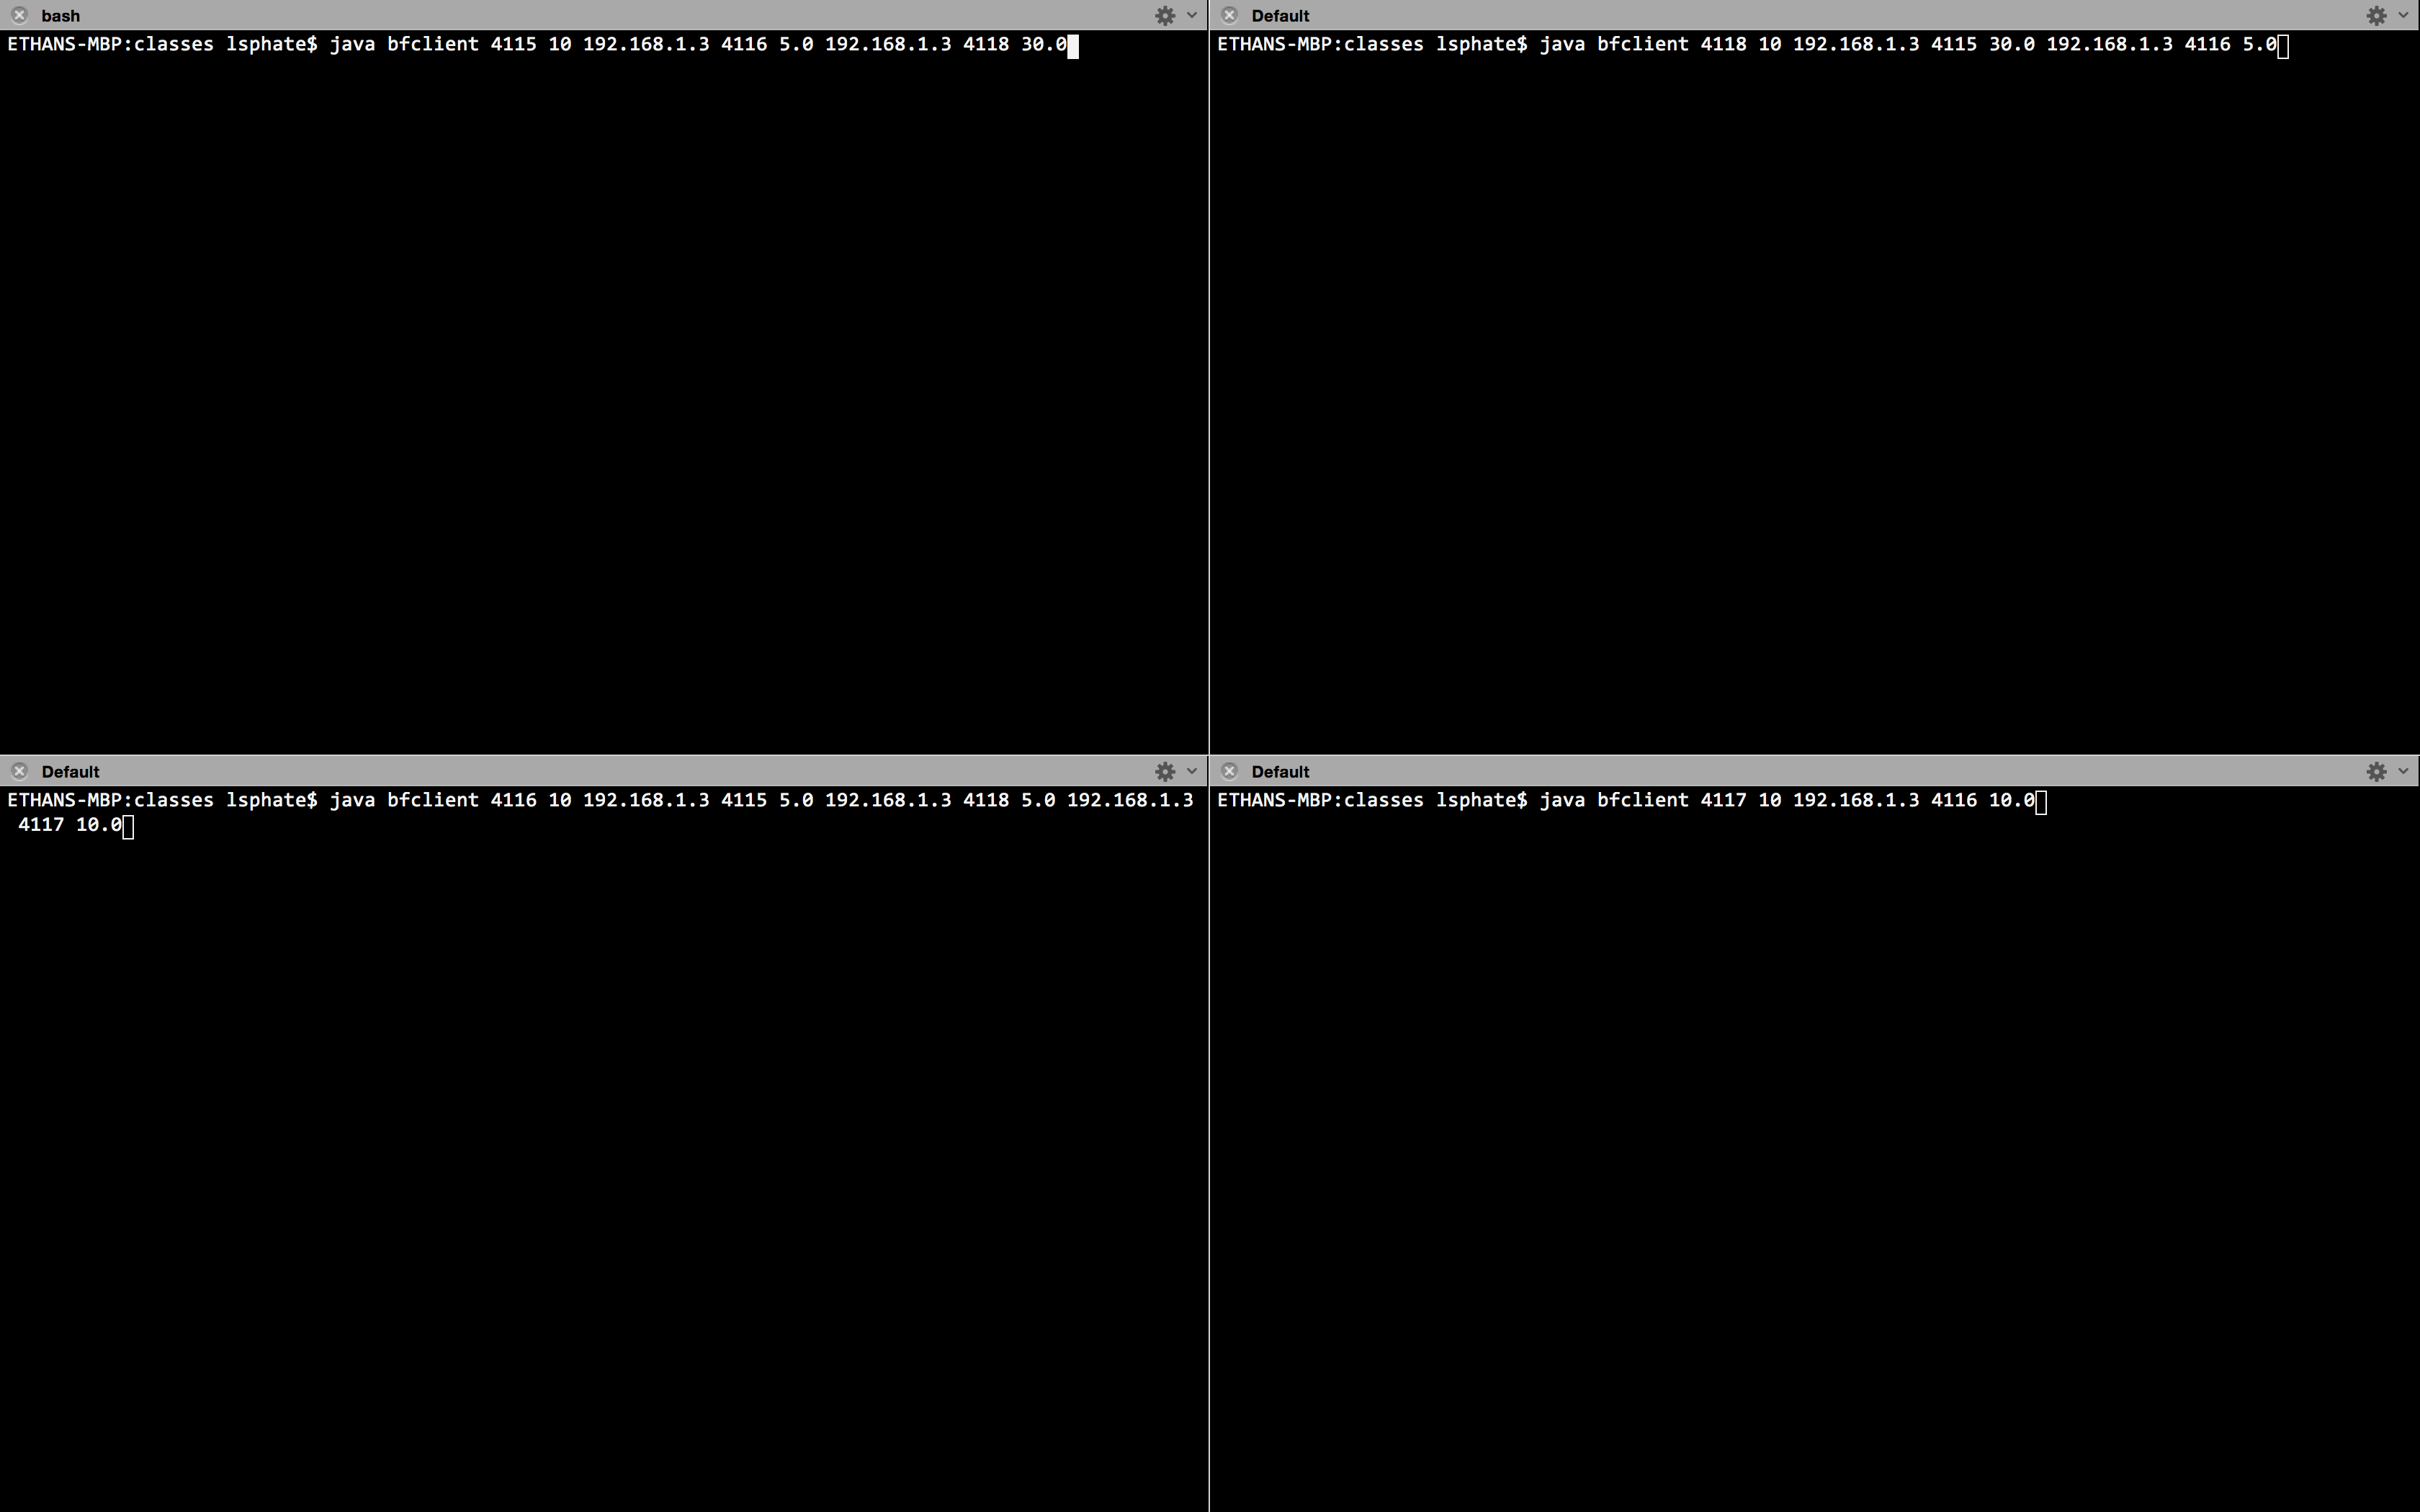 bash
ETHANS-MBP:classes lsphate$ java bfclient 4115 10 192.168.1.3 4116 5.0 192.168.1.3 4118 30.0
Default
ETHANS-MBP:classes lsphate$ java bfclient 4118 10 192.168.1.3 4115 30.0 192.168.1.3 4116 5.0
Default
ETHANS-MBP:classes lsphate$ java bfclient 4116 10 192.168.1.3 4115 5.0 192.168.1.3 4118 5.0 192.168.1.3
4117 10.0
Default
ETHANS-MBP:classes lsphate$ java bfclient 4117 10 192.168.1.3 4116 10.0